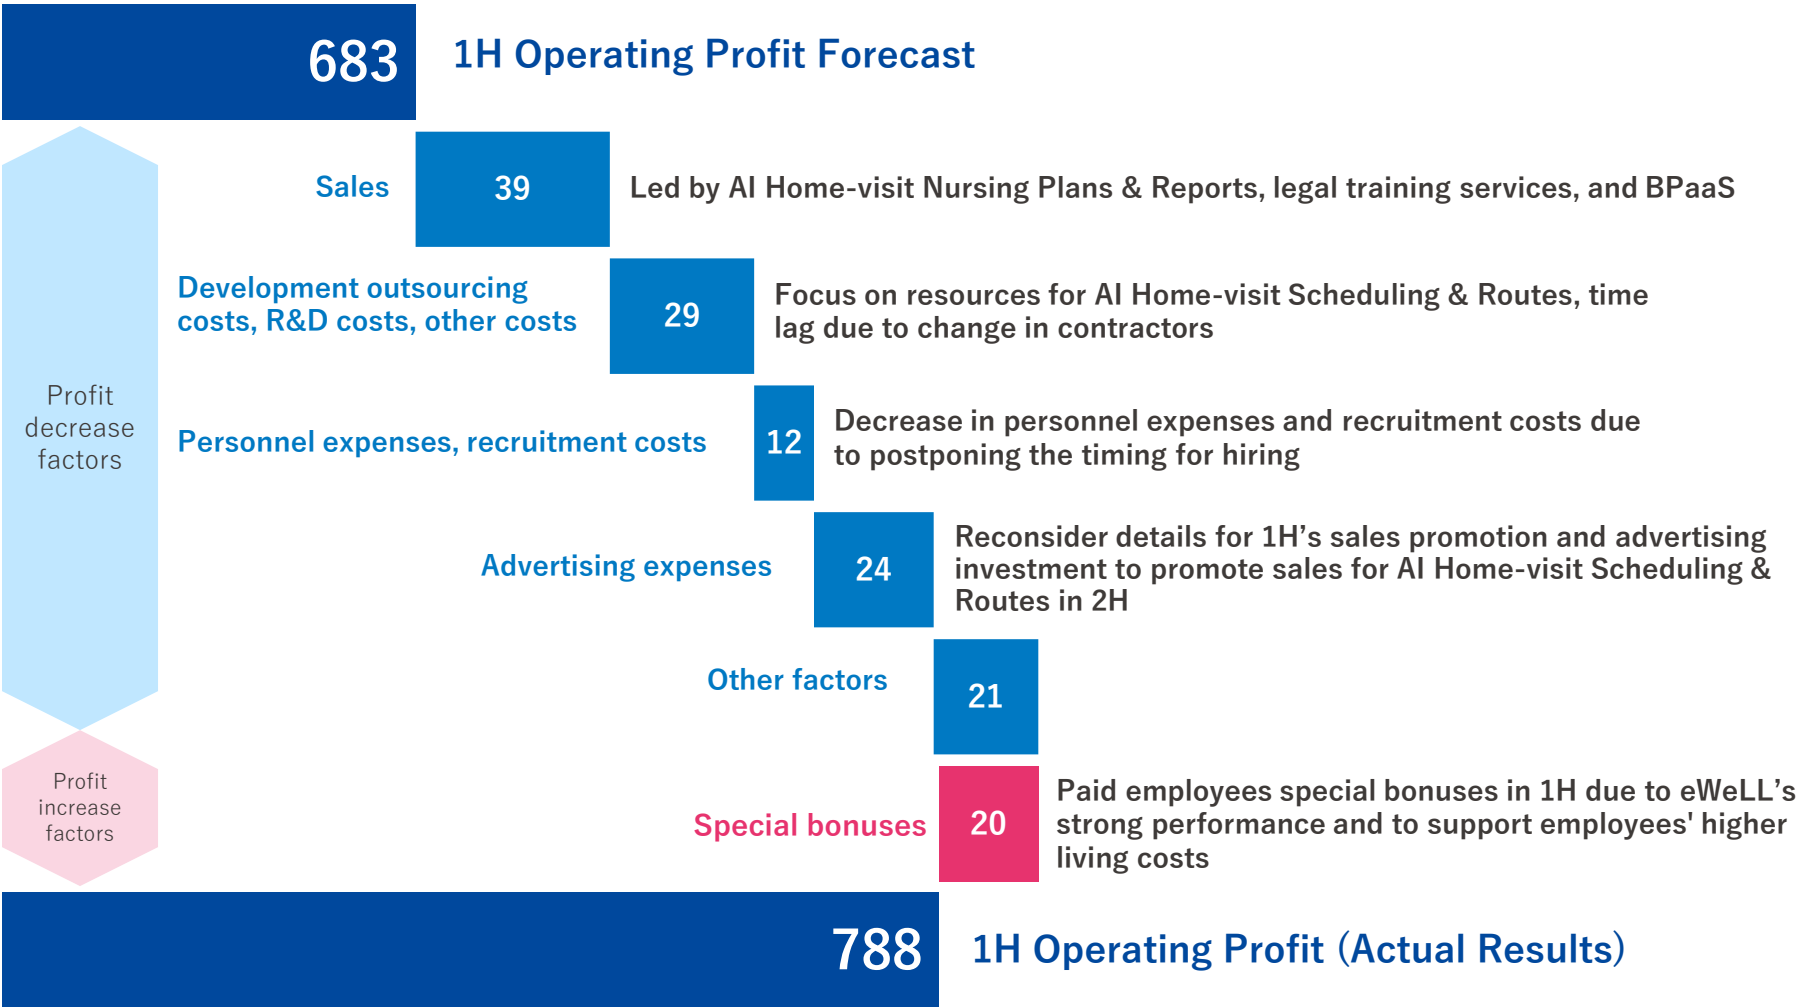 683
1H Operating Profit Forecast
Profit
decrease
factors
Sales
39
Led by AI Home-visit Nursing Plans & Reports, legal training services, and BPaaS
Development outsourcing
costs, R&D costs, other costs
29
Focus on resources for AI Home-visit Scheduling & Routes, time
lag due to change in contractors
Personnel expenses, recruitment costs
12
Decrease in personnel expenses and recruitment costs due
to postponing the timing for hiring
Advertising expenses
24
Reconsider details for 1H’s sales promotion and advertising
investment to promote sales for AI Home-visit Scheduling &
Routes in 2H
Other factors
21
Profit
increase
factors
Special bonuses
20
Paid employees special bonuses in 1H due to eWeLL’s
strong performance and to support employees' higher
living costs
788
1H Operating Profit (Actual Results)